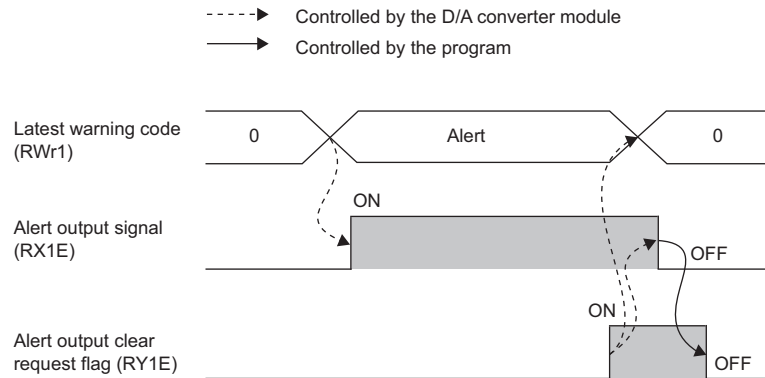 Controlled by the D/A converter module
Controlled by the program
Latest warning code
(RWr1)
0
Alert
0
Alert output signal
(RX1E)
ON
OFF
Alert output clear
request flag (RY1E)
ON
OFF